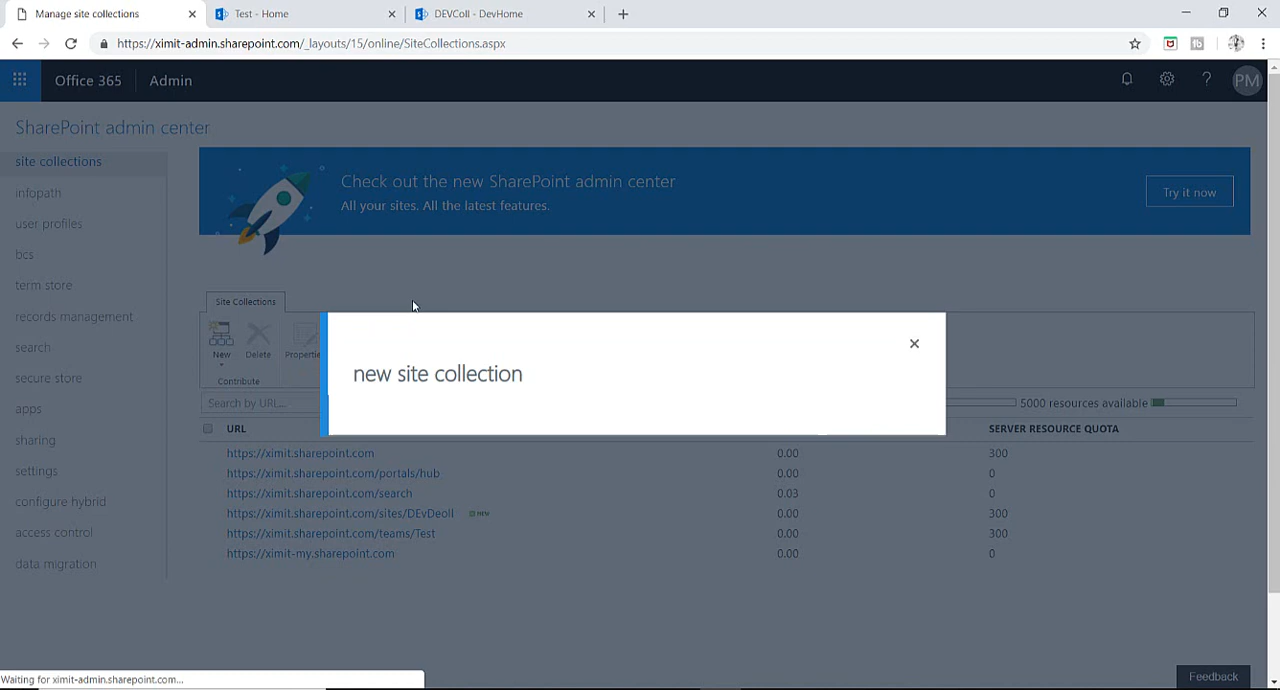 Manage site collections
Test - Home
DEVColl - DevHome
https://ximit-admin.sharepoint.com/_layouts/15/online/SiteCollections.aspx
Office 365
Admin
PM
SharePoint admin center
site collections
infopath
user profiles
bcs
term store
records management
search
secure store
apps
sharing
settings
configure hybrid
access control
data migration
Check out the new SharePoint admin center
All your sites. All the latest features.
Try it now
Site Collections
New
Delete
Contribute
new site collection
Search by URL...
5000 resources available
URL
SERVER RESOURCE QUOTA
https://ximit.sharepoint.com 0.00 300
https://ximit.sharepoint.com/portals/hub 0.00 0
https://ximit.sharepoint.com/search 0.03 0
https://ximit.sharepoint.com/sites/DEvDeoll NEW 0.00 300
https://ximit.sharepoint.com/teams/Test 0.00 300
https://ximit-my.sharepoint.com 0.00 0
Waiting for ximit-admin.sharepoint.com...
Feedback